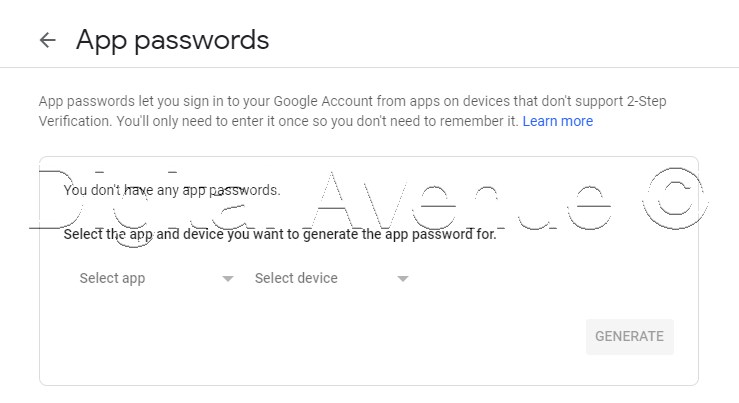 App passwords
App passwords let you sign in to your Google Account from apps on devices that don't support 2-Step
Verification. You'll only need to enter it once so you don't need to remember it. Learn more
You don't have any app passwords.
Digital Avenue ©
Select the app and device you want to generate the app password for.
Select app Select device
GENERATE